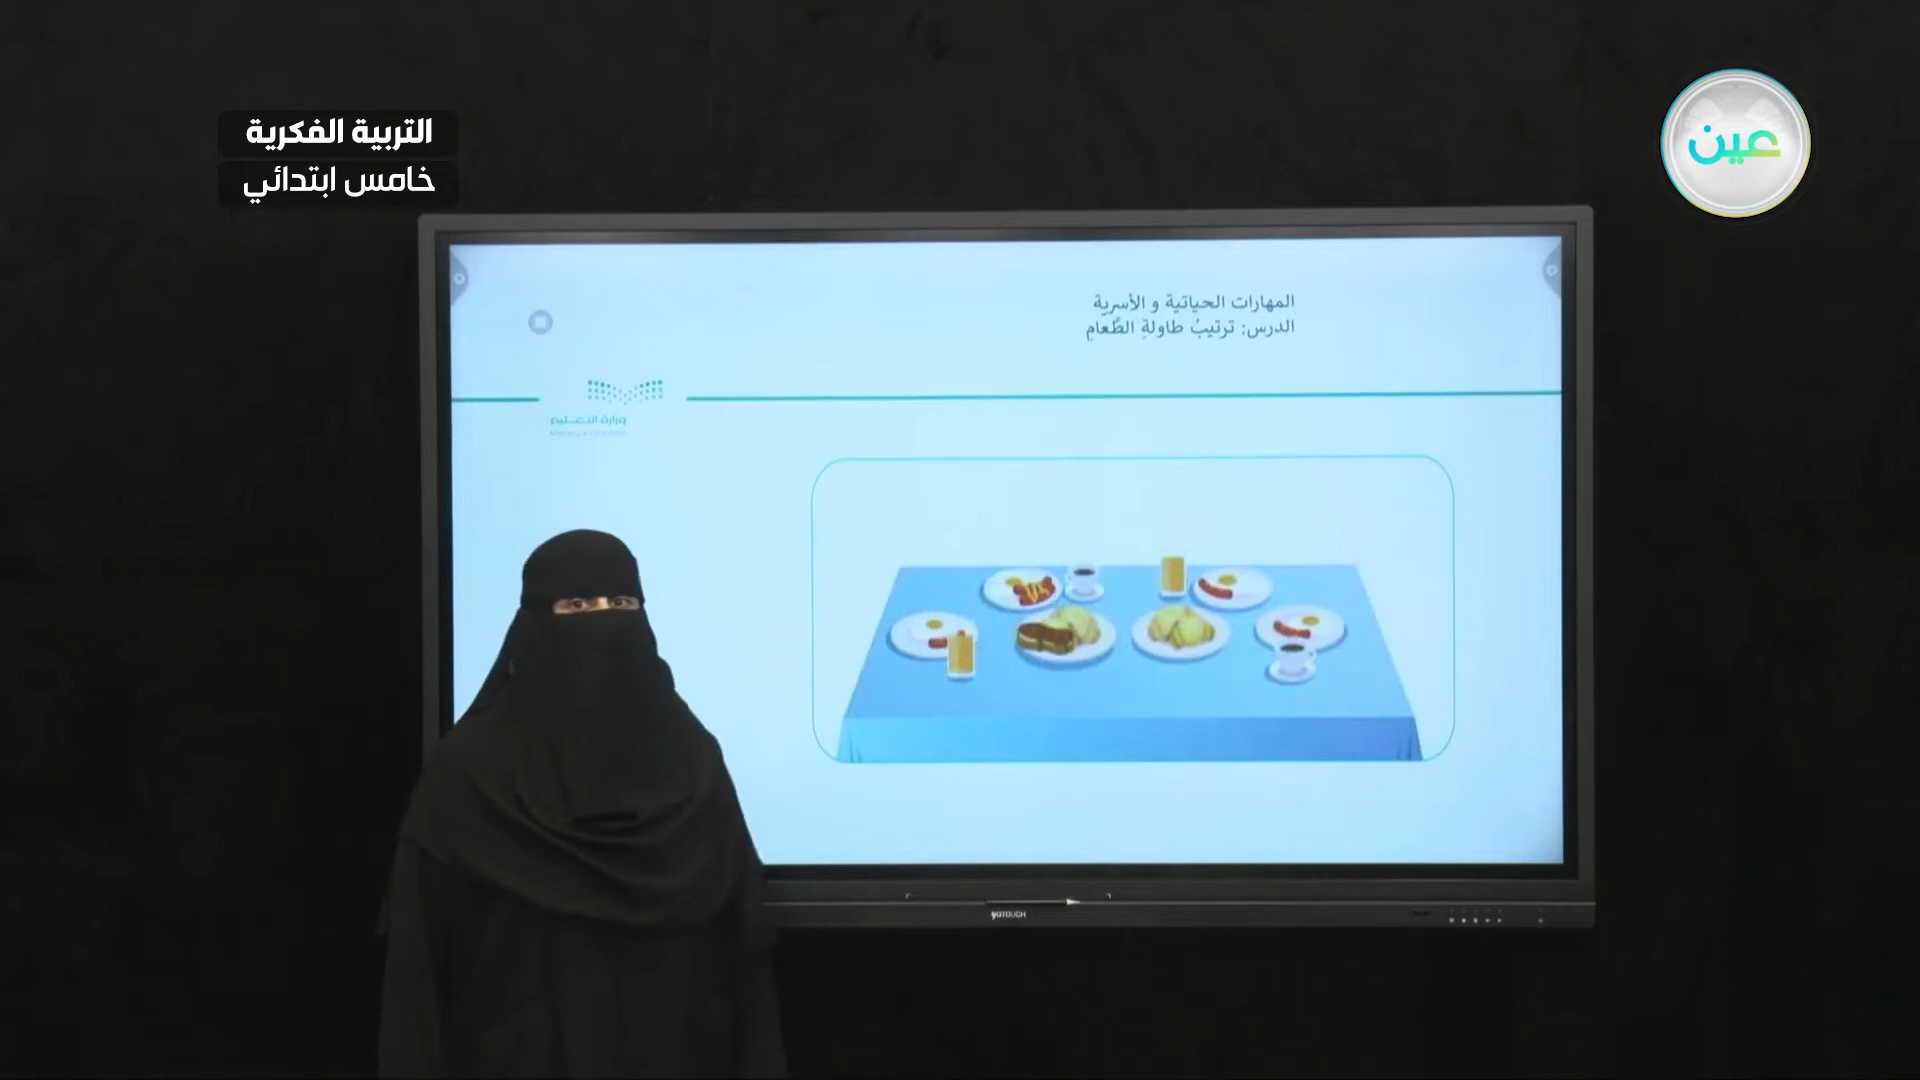 التربية الفكرية
خامس ابتدائي
عين
المهارات الحياتية و الأسرية
الدرس: ترتيبُ طاولةِ الطَّعامِ
وزارة التعليم